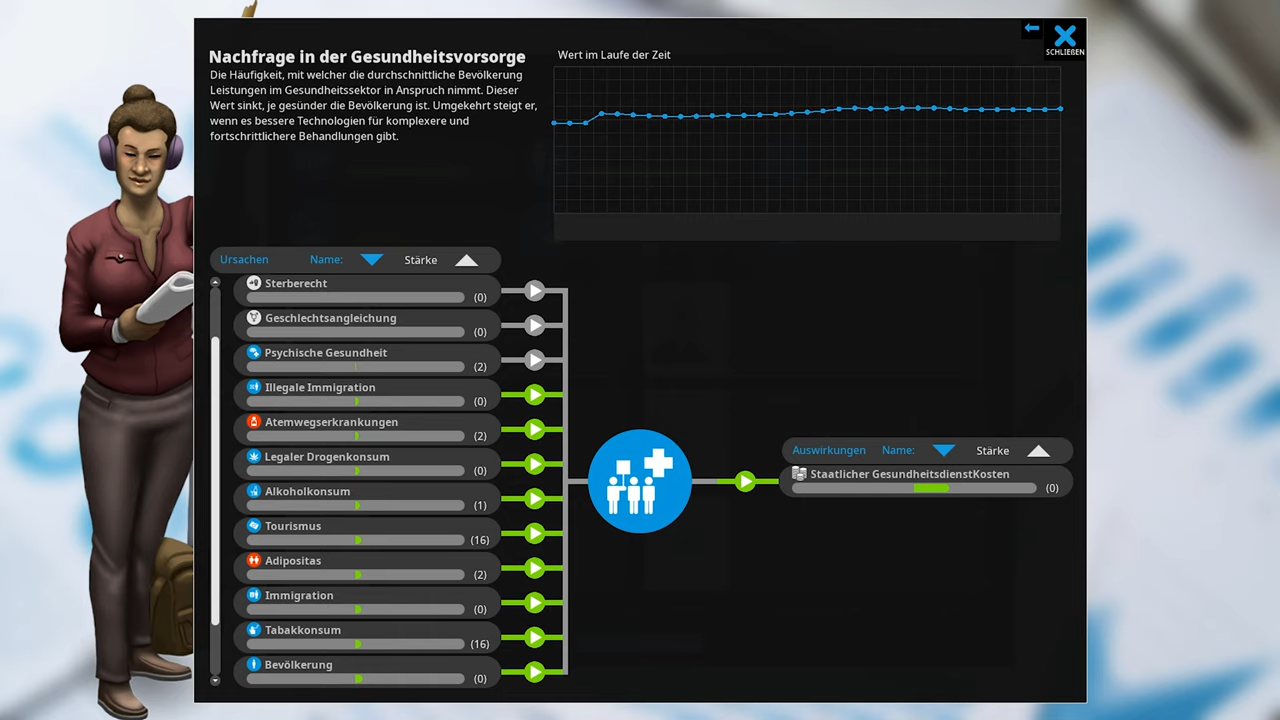 SCHLIEßEN
Nachfrage in der Gesundheitsvorsorge
Die Häufigkeit, mit welcher die durchschnittliche Bevölkerung
Leistungen im Gesundheitssektor in Anspruch nimmt. Dieser
Wert sinkt, je gesünder die Bevölkerung ist. Umgekehrt steigt er,
wenn es bessere Technologien für komplexere und
fortschrittlichere Behandlungen gibt.
Wert im Laufe der Zeit
Ursachen Name: Stärke
Sterberecht
(0)
Geschlechtsangleichung
(0)
Psychische Gesundheit
(2)
Illegale Immigration
(0)
Atemwegserkrankungen
(2)
Legaler Drogenkonsum
(0)
Alkoholkonsum
(1)
Tourismus
(16)
Adipositas
(2)
Immigration
(0)
Tabakkonsum
(16)
Bevölkerung
(0)
Auswirkungen Name: Stärke
Staatlicher GesundheitsdienstKosten
(0)